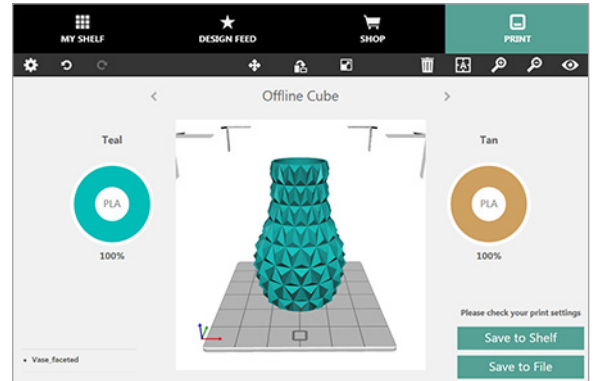 MY SHELF
DESIGN FEED
SHOP
PRINT
A
Offline Cube
Teal
PLA
100%
Tan
PLA
100%
Please check your print settings
Save to Shelf
Save to File
• Vase_faceted